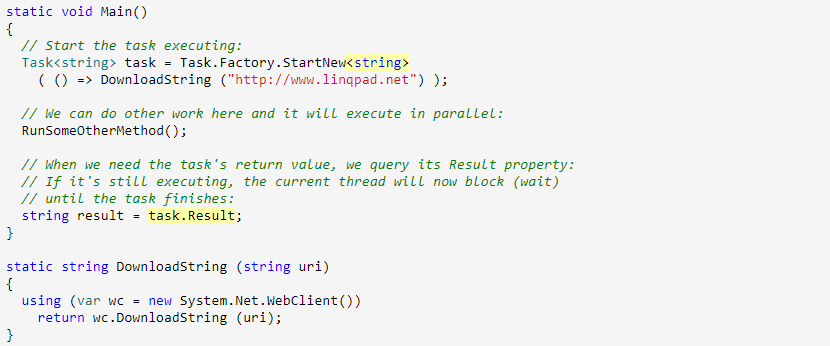 static void Main()
{
  // Start the task executing:
  Task<string> task = Task.Factory.StartNew<string>
    ( () => DownloadString ("http://www.linqpad.net") );

  // We can do other work here and it will execute in parallel:
  RunSomeOtherMethod();

  // When we need the task's return value, we query its Result property:
  // If it's still executing, the current thread will now block (wait)
  // until the task finishes:
  string result = task.Result;
}

static string DownloadString (string uri)
{
  using (var wc = new System.Net.WebClient())
    return wc.DownloadString (uri);
}